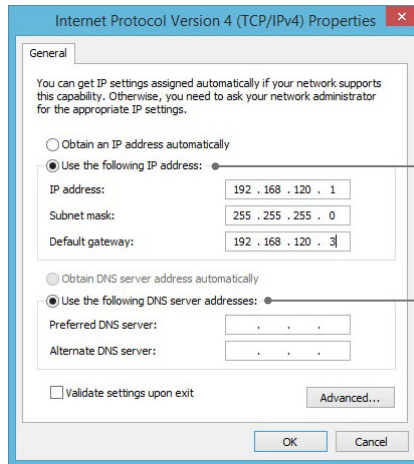 Internet Protocol Version 4 (TCP/IPv4) Properties
General
You can get IP settings assigned automatically if your network supports
this capability. Otherwise, you need to ask your network administrator
for the appropriate IP settings.
Obtain an IP address automatically
Use the following IP address:
IP address: 192 . 168 . 120 . 1
Subnet mask: 255 . 255 . 255 . 0
Default gateway: 192 . 168 . 120 . 3
Obtain DNS server address automatically
Use the following DNS server addresses:
Preferred DNS server: . . .
Alternate DNS server: . . .
Validate settings upon exit
Advanced...
OK Cancel